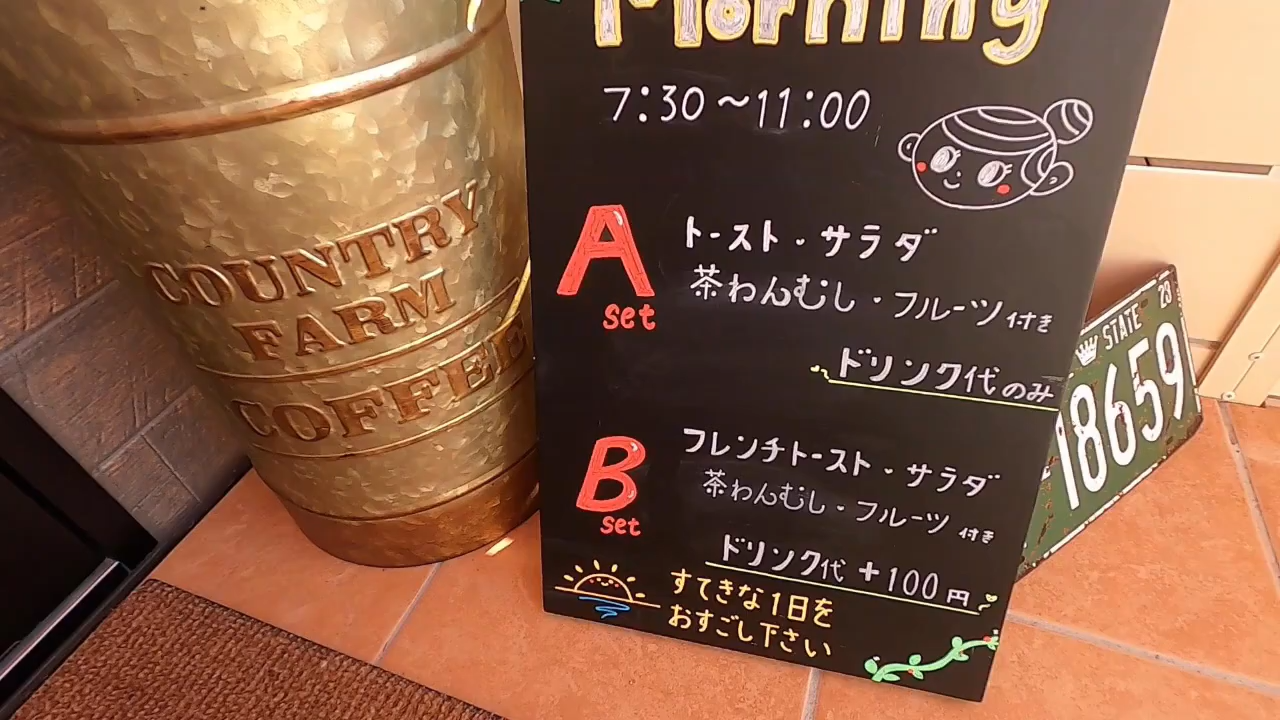 Morning
7:30～11:00
A
set
トースト・サラダ
茶わんむし・フルーツ付き
ドリンク代のみ
B
set
フレンチトースト・サラダ
茶わんむし・フルーツ付き
ドリンク代+100円
すてきな1日を
おすごし下さい
COUNTRY
FARM
COFFEE
STATE 23
18659